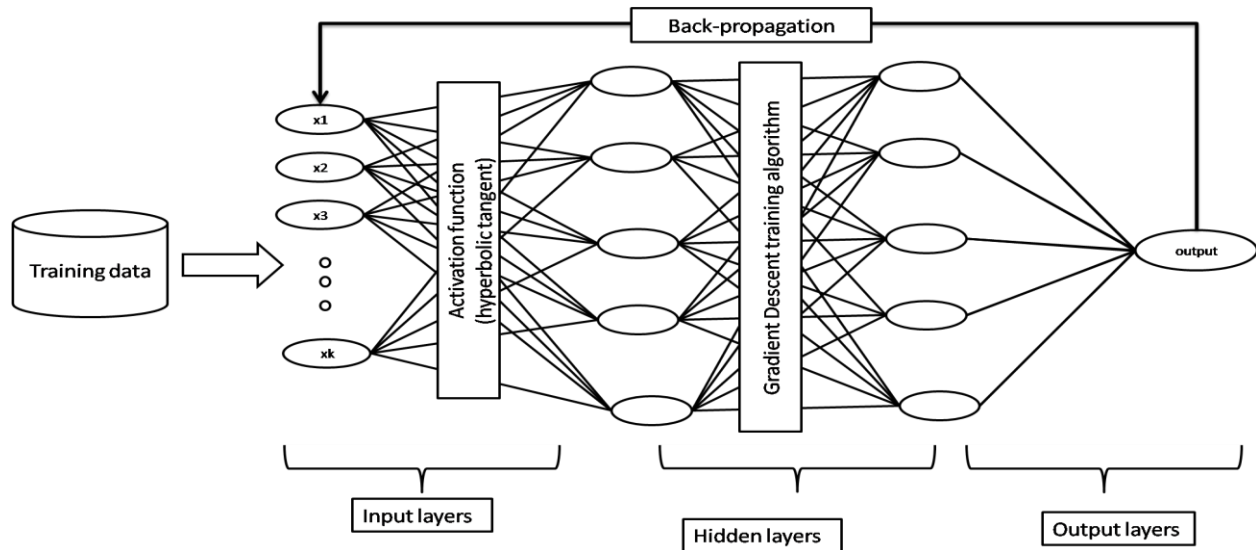 Back-propagation
x1
x2
x3
xk
Training data
Activation function
(hyperbolic tangent)
Gradient Descent training algorithm
output
Input layers
Hidden layers
Output layers